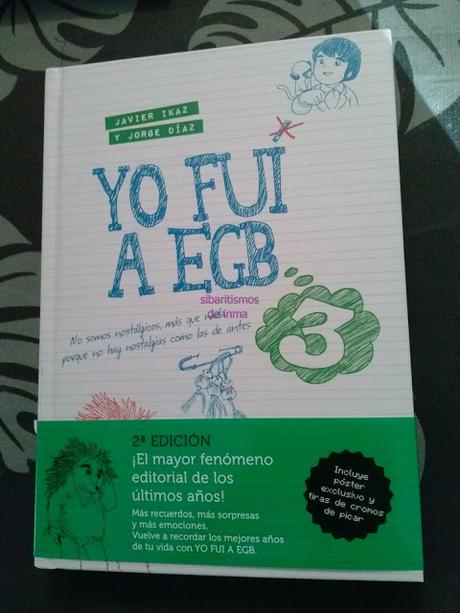 JAVIER IKAZ
Y JORGE DÍAZ
YO FUI
A EGB
3
sibaritismos
de inma
No somos nostálgicos, más que nada
porque no hay nostalgias como las de antes
2ª EDICIÓN
¡El mayor fenómeno
editorial de los
últimos años!
Más recuerdos, más sorpresas
y más emociones.
Vuelve a recordar los mejores años
de tu vida con YO FUI A EGB.
Incluye
póster
exclusivo y
tiras de cromos
de picar